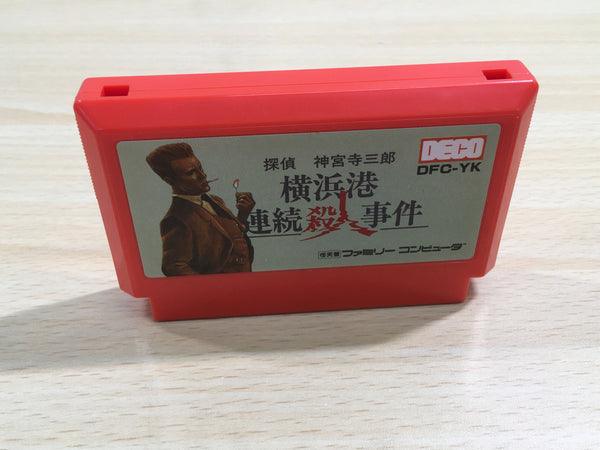 DECO
DFC-YK
探偵 神宮寺三郎
横浜港
連続殺人事件
任天堂 ファミリー コンピュータ